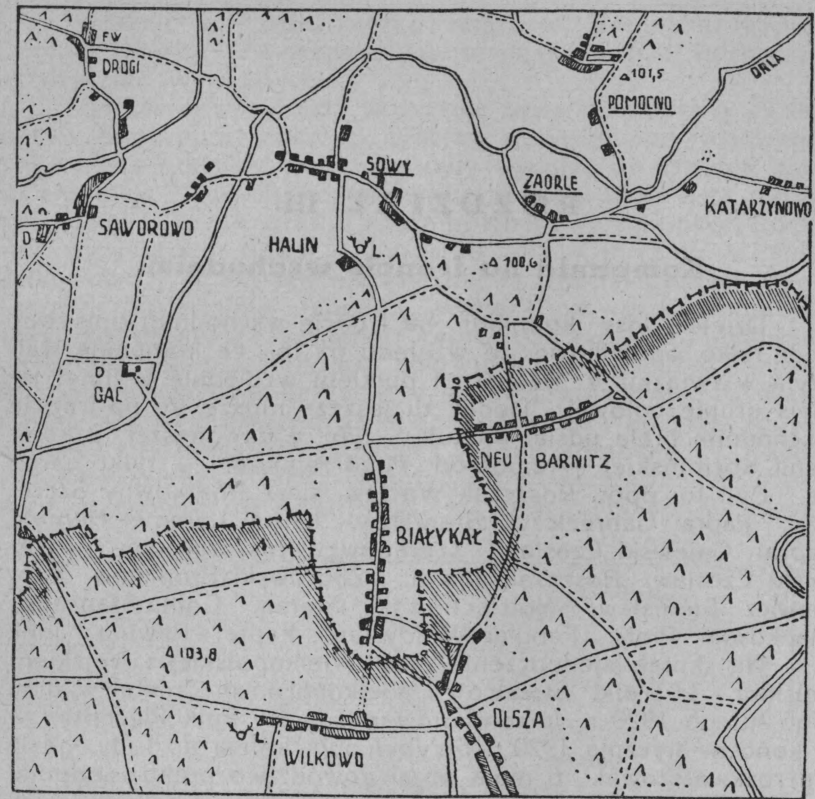 FW
DROGI
101,5
POMOCNO
ORLA
SOWY
ZAORLE
KATARZYNOWO
SAWOROWO
HALIN
L.
100,6
D
D
GAĆ
NEU BARNITZ
BIAŁYKAŁ
103,8
OLSZA
L.
WILKOWO